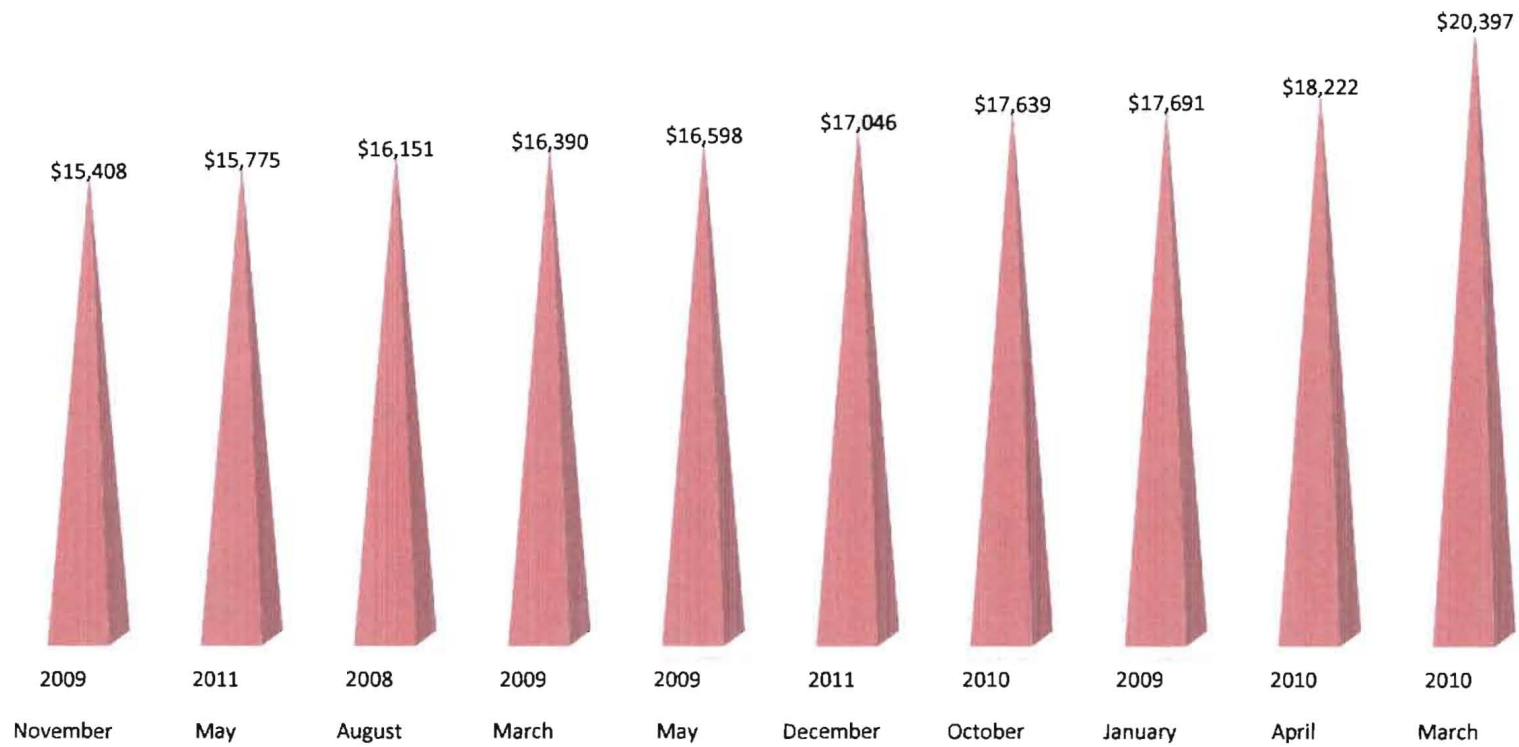 $15,408 $15,775 $16,151 $16,390 $16,598 $17,046 $17,639 $17,691 $18,222 $20,397
2009 2011 2008 2009 2009 2011 2010 2009 2010 2010
November May August March May December October January April March